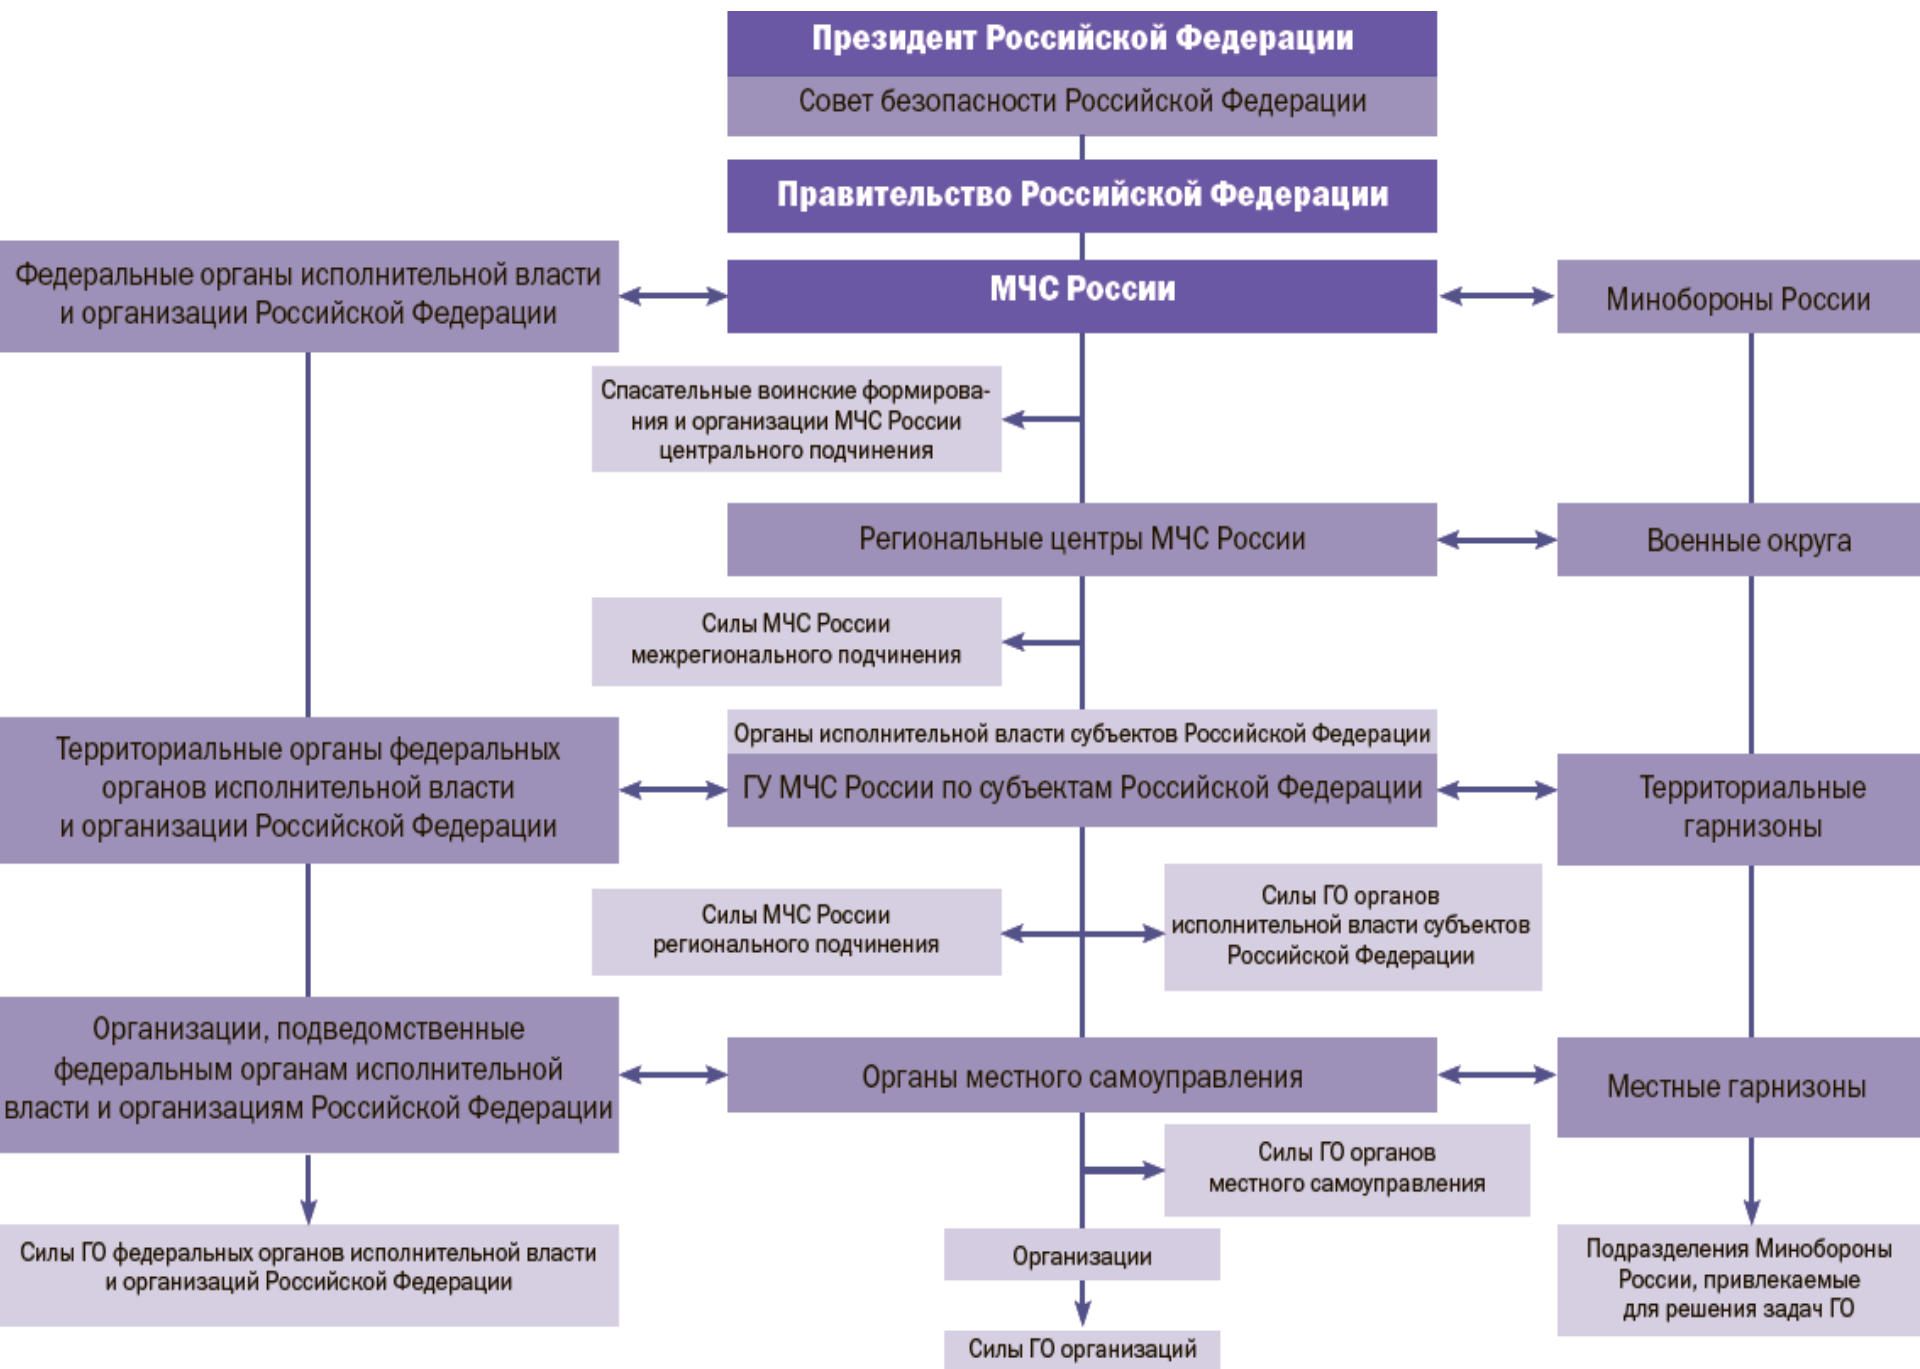 Президент Российской Федерации
Совет безопасности Российской Федерации
Правительство Российской Федерации
Федеральные органы исполнительной власти
и организации Российской Федерации
МЧС России
Минобороны России
Спасательные воинские формирова-
ния и организации МЧС России
центрального подчинения
Региональные центры МЧС России
Военные округа
Силы МЧС России
межрегионального подчинения
Территориальные органы федеральных
органов исполнительной власти
и организации Российской Федерации
Органы исполнительной власти субъектов Российской Федерации
ГУ МЧС России по субъектам Российской Федерации
Территориальные
гарнизоны
Силы МЧС России
регионального подчинения
Силы ГО органов
исполнительной власти субъектов
Российской Федерации
Организации, подведомственные
федеральным органам исполнительной
власти и организациям Российской Федерации
Органы местного самоуправления
Местные гарнизоны
Силы ГО органов
местного самоуправления
Силы ГО федеральных органов исполнительной власти
и организаций Российской Федерации
Организации
Силы ГО организаций
Подразделения Минобороны
России, привлекаемые
для решения задач ГО